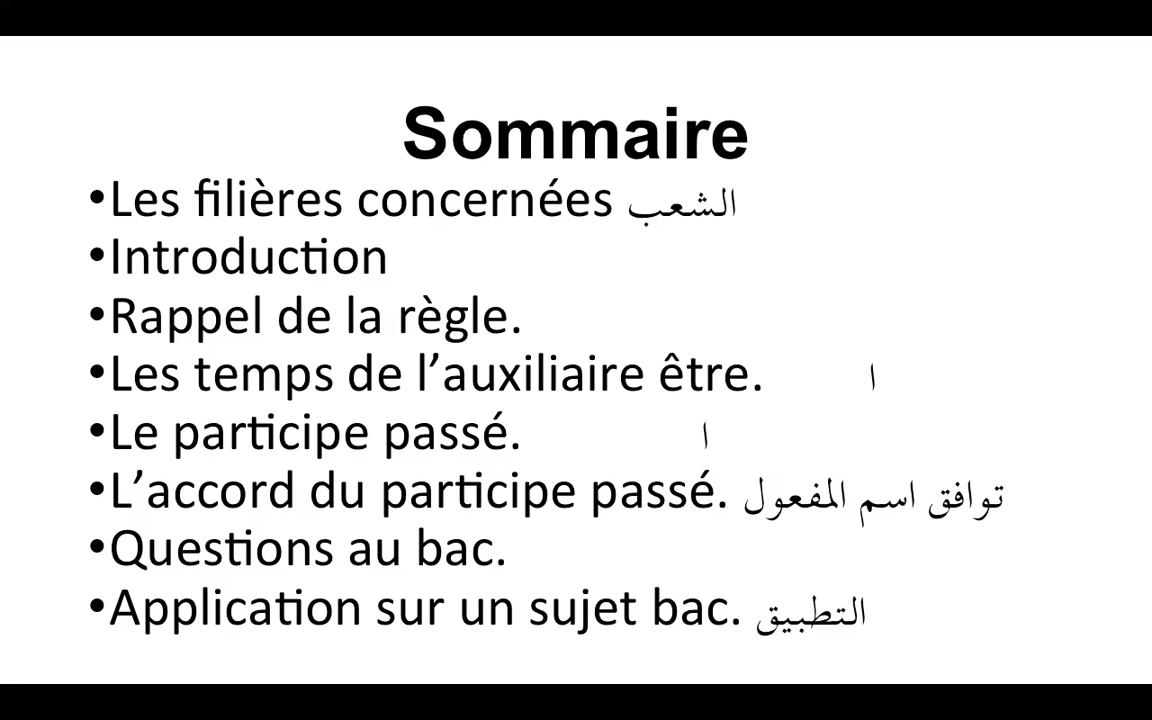 Sommaire
•Les filières concernées الشعب
•Introduction
•Rappel de la règle.
•Les temps de l’auxiliaire être. ا
•Le participe passé. ا
•L’accord du participe passé. توافق اسم المفعول
•Questions au bac.
•Application sur un sujet bac. التطبيق